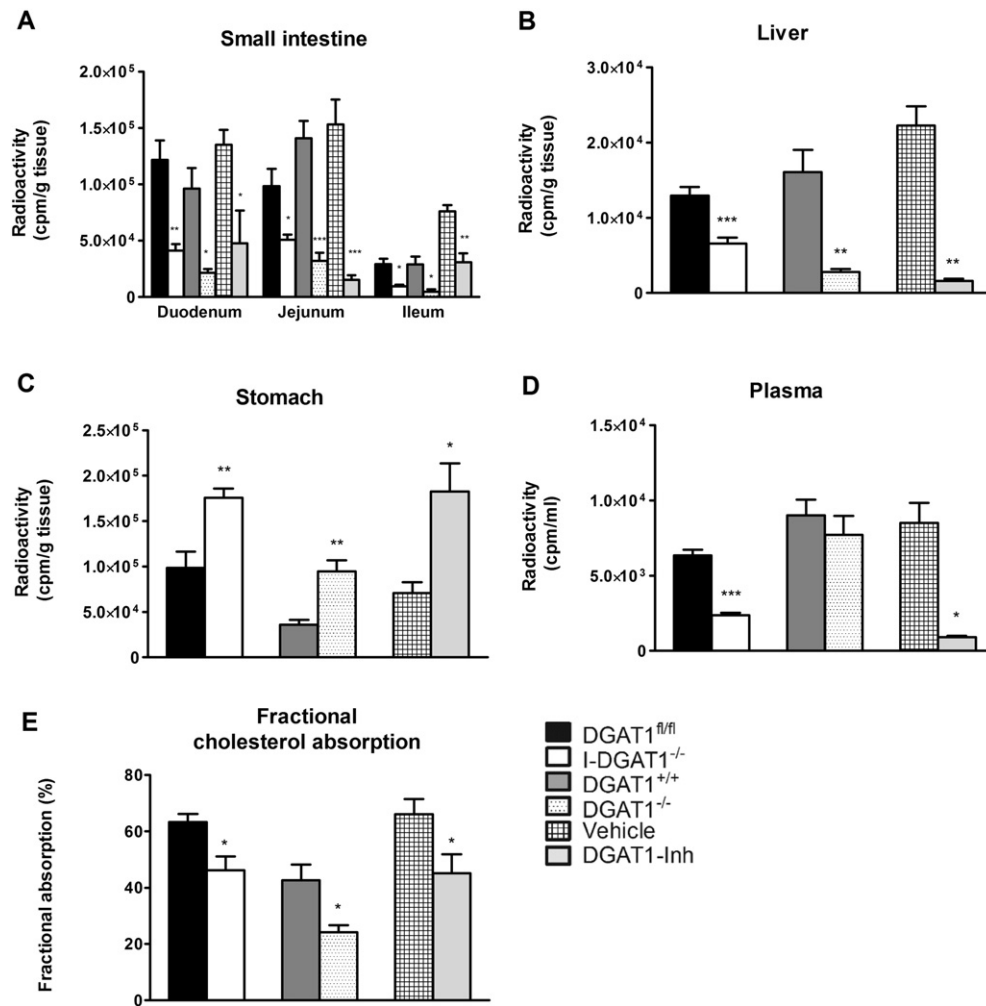 A
Small intestine
Radioactivity
(cpm/g tissue)
2.0×10⁵
1.5×10⁵
1.0×10⁵
5.0×10⁴
0
** * * * *** *** * * **
Duodenum Jejunum Ileum
B
Liver
Radioactivity
(cpm/g tissue)
3.0×10⁴
2.0×10⁴
1.0×10⁴
0
*** ** **
C
Stomach
Radioactivity
(cpm/g tissue)
2.5×10⁵
2.0×10⁵
1.5×10⁵
1.0×10⁵
5.0×10⁴
0
** ** *
D
Plasma
Radioactivity
(cpm/ml)
1.5×10⁴
1.0×10⁴
5.0×10³
0
*** *
E
Fractional
cholesterol absorption
Fractional absorption (%)
80
60
40
20
0
* * *
DGAT1fl/fl
I-DGAT1-/-
DGAT1+/+
DGAT1-/-
Vehicle
DGAT1-Inh